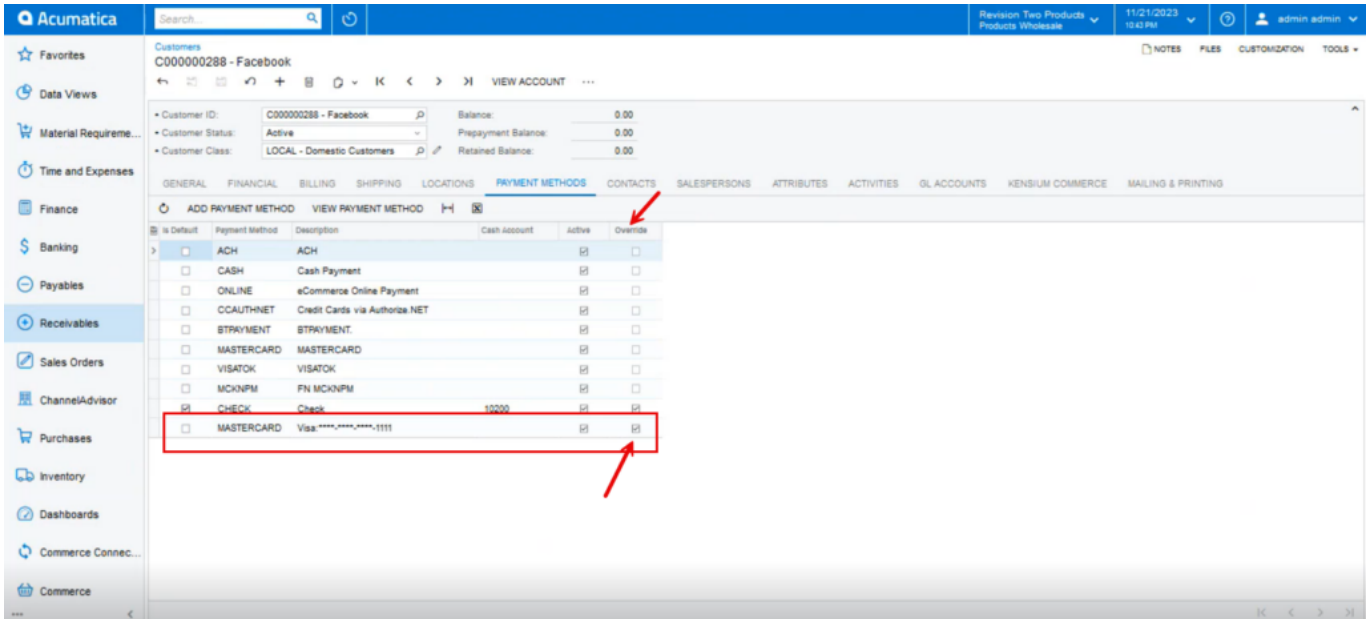 Acumatica
Search...
Revision Two Products
Products Wholesale
11/21/2023
10:43 PM
admin admin
Favorites
Data Views
Material Requireme...
Time and Expenses
Finance
Banking
Payables
Receivables
Sales Orders
ChannelAdvisor
Purchases
Inventory
Dashboards
Commerce Connec...
Commerce
Customers
NOTES FILES CUSTOMIZATION TOOLS
C000000288 - Facebook
VIEW ACCOUNT ...
Customer ID: C000000288 - Facebook Balance: 0.00
Customer Status: Active Prepayment Balance: 0.00
Customer Class: LOCAL - Domestic Customers Retained Balance: 0.00
GENERAL FINANCIAL BILLING SHIPPING LOCATIONS PAYMENT METHODS CONTACTS SALESPERSONS ATTRIBUTES ACTIVITIES GL ACCOUNTS KENSIUM COMMERCE MAILING & PRINTING
ADD PAYMENT METHOD VIEW PAYMENT METHOD
Is Default Payment Method Description Cash Account Active Override
ACH ACH
CASH Cash Payment
ONLINE eCommerce Online Payment
CCAUTHNET Credit Cards via Authorize.NET
BTPAYMENT BTPAYMENT.
MASTERCARD MASTERCARD
VISATOK VISATOK
MCKNPM FN MCKNPM
CHECK Check 10200
MASTERCARD Visa:****-****-****-1111